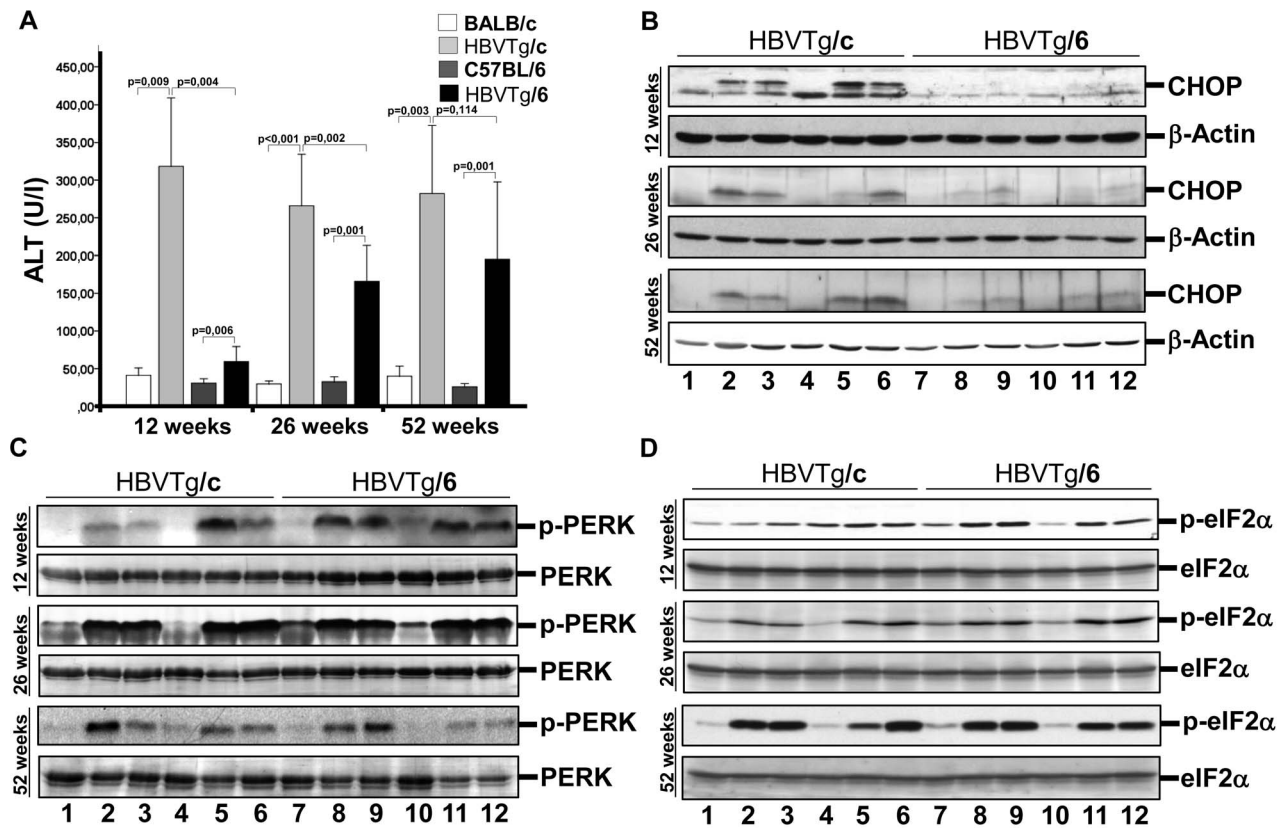 A
BALB/c
HBVTg/c
C57BL/6
HBVTg/6
ALT (U/l)
450,00
400,00
350,00
300,00
250,00
200,00
150,00
100,00
50,00
,00
p=0,009
p=0,004
p=0,006
p<0,001
p=0,002
p=0,001
p=0,003
p=0,114
p=0,001
12 weeks 26 weeks 52 weeks
B
HBVTg/c HBVTg/6
12 weeks
CHOP
β-Actin
26 weeks
CHOP
β-Actin
52 weeks
CHOP
β-Actin
1 2 3 4 5 6 7 8 9 10 11 12
C
HBVTg/c HBVTg/6
12 weeks
p-PERK
PERK
26 weeks
p-PERK
PERK
52 weeks
p-PERK
PERK
1 2 3 4 5 6 7 8 9 10 11 12
D
HBVTg/c HBVTg/6
12 weeks
p-eIF2α
12 weeks
eIF2α
26 weeks
p-eIF2α
26 weeks
eIF2α
52 weeks
p-eIF2α
52 weeks
eIF2α
1 2 3 4 5 6 7 8 9 10 11 12